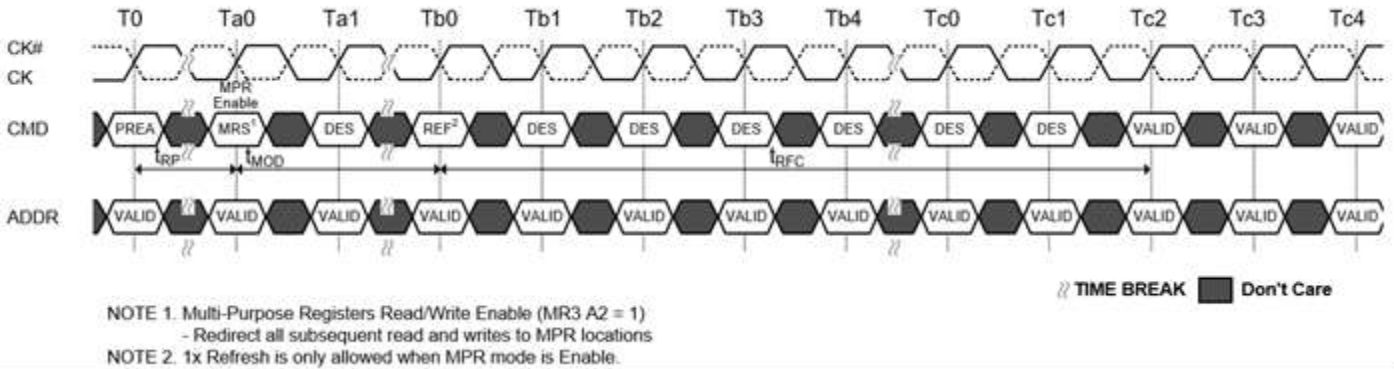 T0 Ta0 Ta1 Tb0 Tb1 Tb2 Tb3 Tb4 Tc0 Tc1 Tc2 Tc3 Tc4
CK#
CK
MPR
Enable
CMD PREA MRS¹ DES REF² DES DES DES DES DES DES VALID VALID VALID
tRP tMOD tRFC
ADDR VALID VALID VALID VALID VALID VALID VALID VALID VALID VALID VALID VALID VALID
TIME BREAK Don't Care
NOTE 1. Multi-Purpose Registers Read/Write Enable (MR3 A2 = 1)
- Redirect all subsequent read and writes to MPR locations
NOTE 2. 1x Refresh is only allowed when MPR mode is Enable.